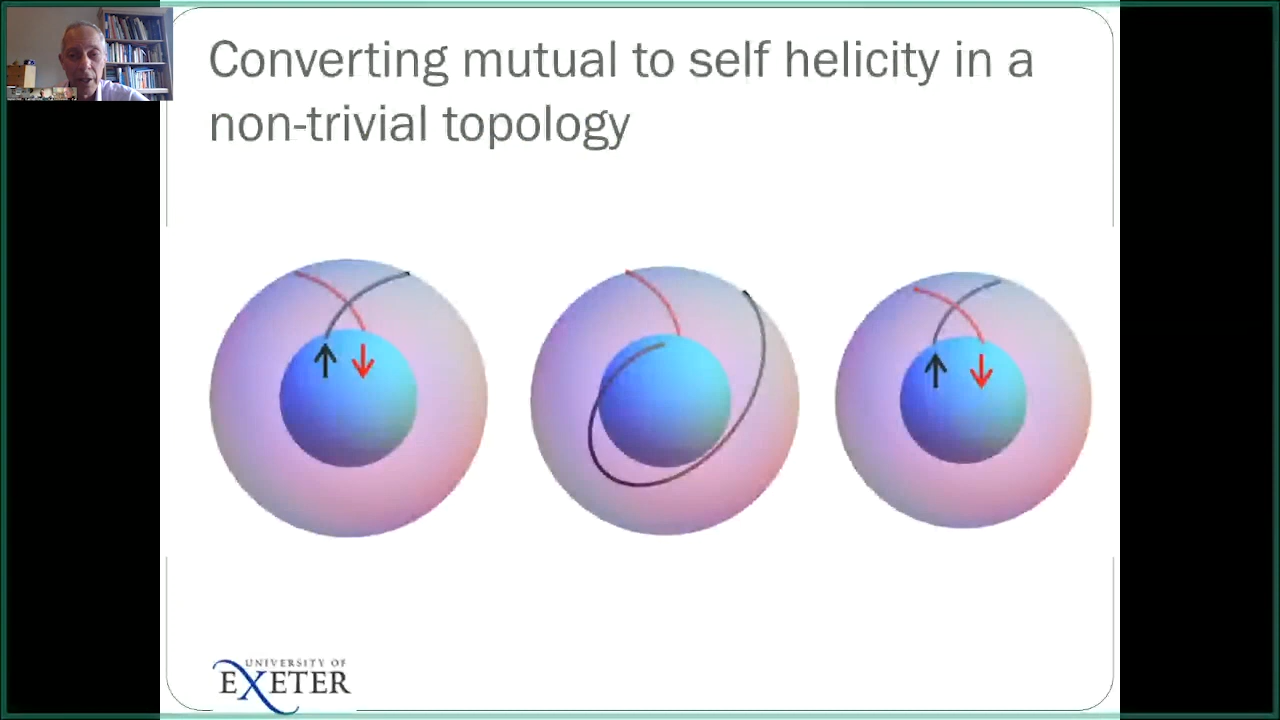 Converting mutual to self helicity in a
non-trivial topology
UNIVERSITY OF
EXETER